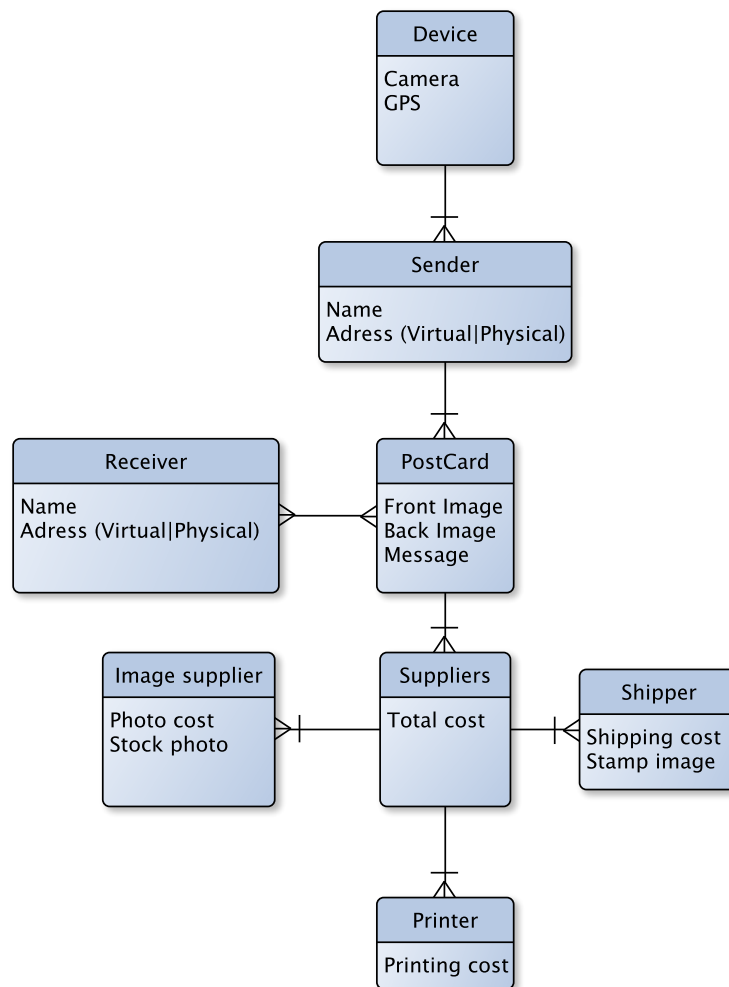 Device
Camera
GPS
Sender
Name
Adress (Virtual|Physical)
Receiver
Name
Adress (Virtual|Physical)
PostCard
Front Image
Back Image
Message
Image supplier
Photo cost
Stock photo
Suppliers
Total cost
Shipper
Shipping cost
Stamp image
Printer
Printing cost